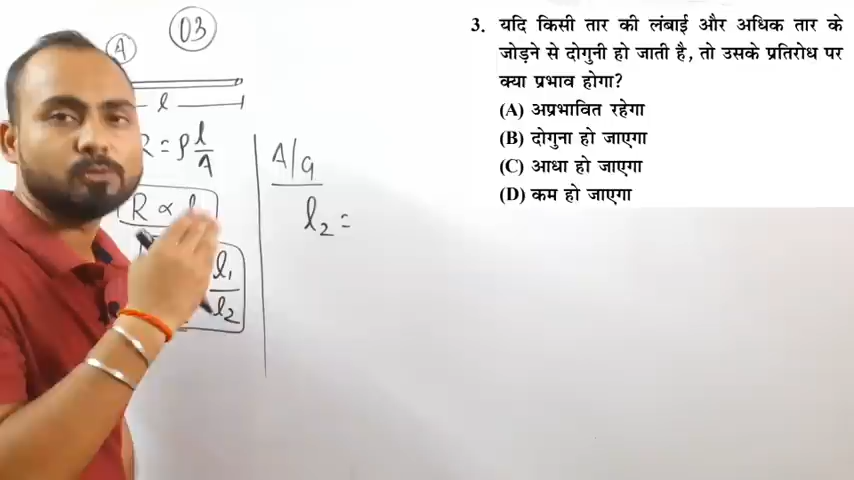 03
A
l
R = ρ l/A
R ∝ l
l₁/l₂
A/q
l₂ =
3. यदि किसी तार की लंबाई और अधिक तार के
जोड़ने से दोगुनी हो जाती है, तो उसके प्रतिरोध पर
क्या प्रभाव होगा?
(A) अप्रभावित रहेगा
(B) दोगुना हो जाएगा
(C) आधा हो जाएगा
(D) कम हो जाएगा